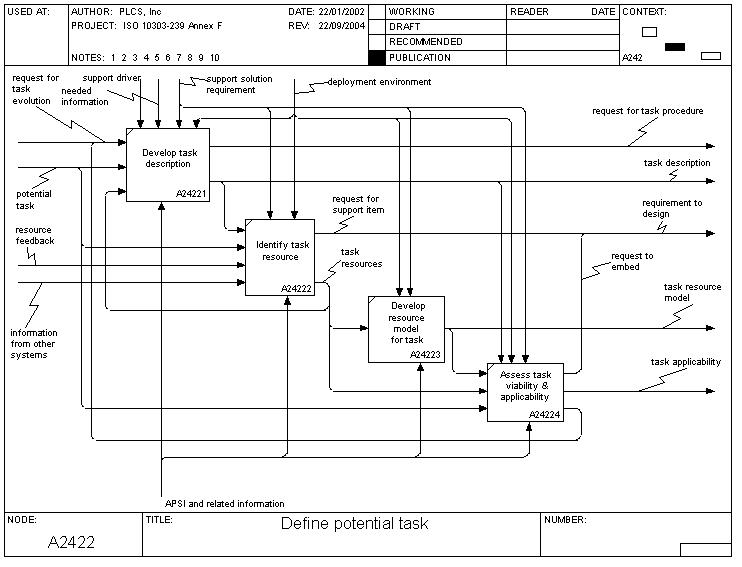 USED AT:
AUTHOR: PLCS, Inc
DATE: 22/01/2002
PROJECT: ISO 10303-239 Annex F
REV: 22/09/2004
NOTES: 1 2 3 4 5 6 7 8 9 10
WORKING
DRAFT
RECOMMENDED
PUBLICATION
READER
DATE
CONTEXT:
A242
request for
task
evolution
support driver
needed
information
support solution
requirement
deployment environment
request for task procedure
Develop task
description
A24221
task description
potential
task
request for
support item
requirement to
design
resource
feedback
Identify task
resource
A24222
task
resources
request to
embed
information
from other
systems
Develop
resource
model
for task
A24223
task resource
model
Assess task
viability &
applicability
A24224
task applicability
APSI and related information
NODE:
A2422
TITLE:
Define potential task
NUMBER: